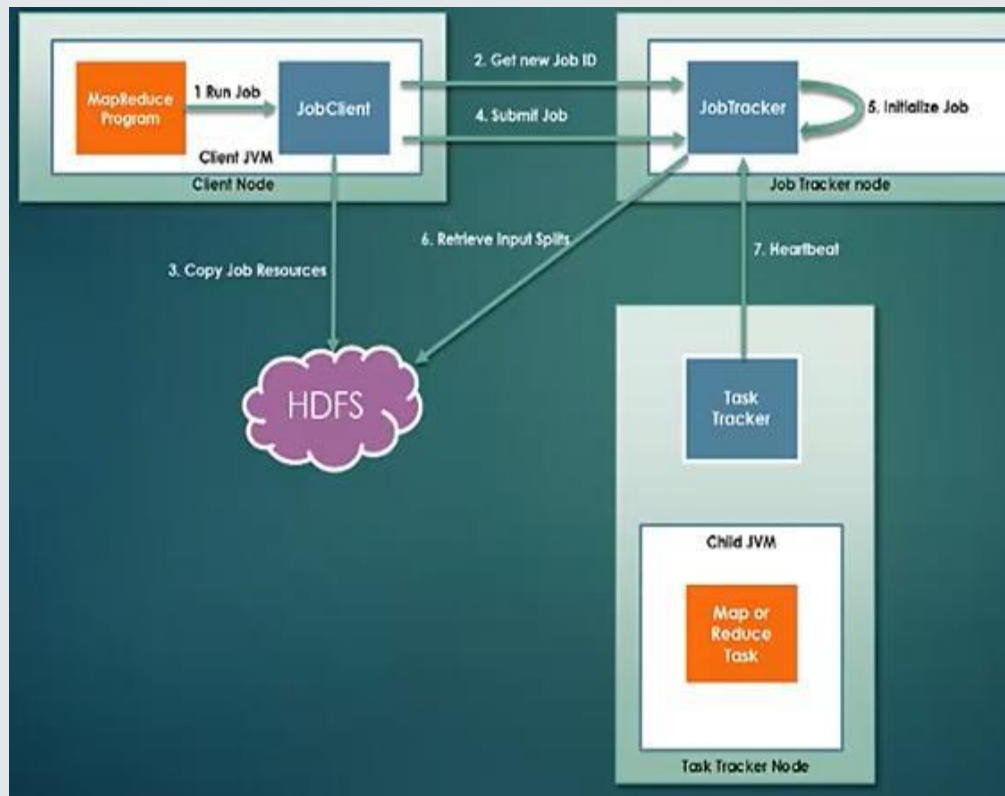 MapReduce
Program
1 Run Job
JobClient
Client JVM
Client Node
2. Get new Job ID
4. Submit Job
JobTracker
5. Initialize Job
Job Tracker node
3. Copy Job Resources
6. Retrieve Input Splits
7. Heartbeat
HDFS
Task
Tracker
Child JVM
Map or
Reduce
Task
Task Tracker Node